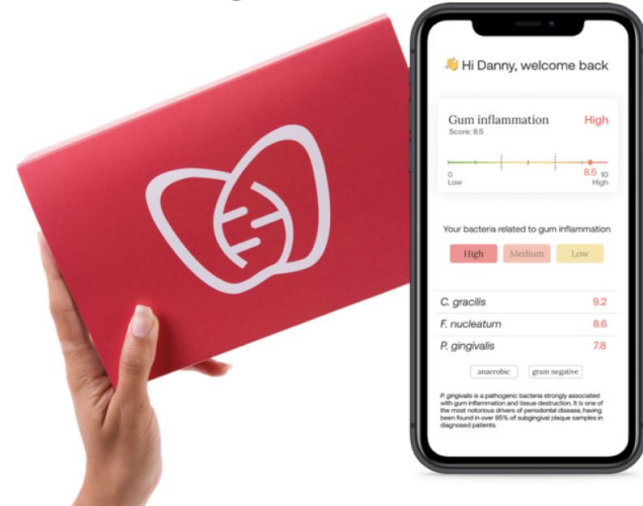 👋 Hi Danny, welcome back
Gum inflammation High
Score: 8.5
8.5
0 10
Low High
Your bacteria related to gum inflammation
High Medium Low
C. gracilis 9.2
F. nucleatum 8.6
P. gingivalis 7.8
anaerobic gram negative
P. gingivalis is a pathogenic bacteria strongly associated
with gum inflammation and tissue destruction. It is one of
the most notorious drivers of periodontal disease, having
been found in over 85% of subgingival plaque samples in
diagnosed patients.